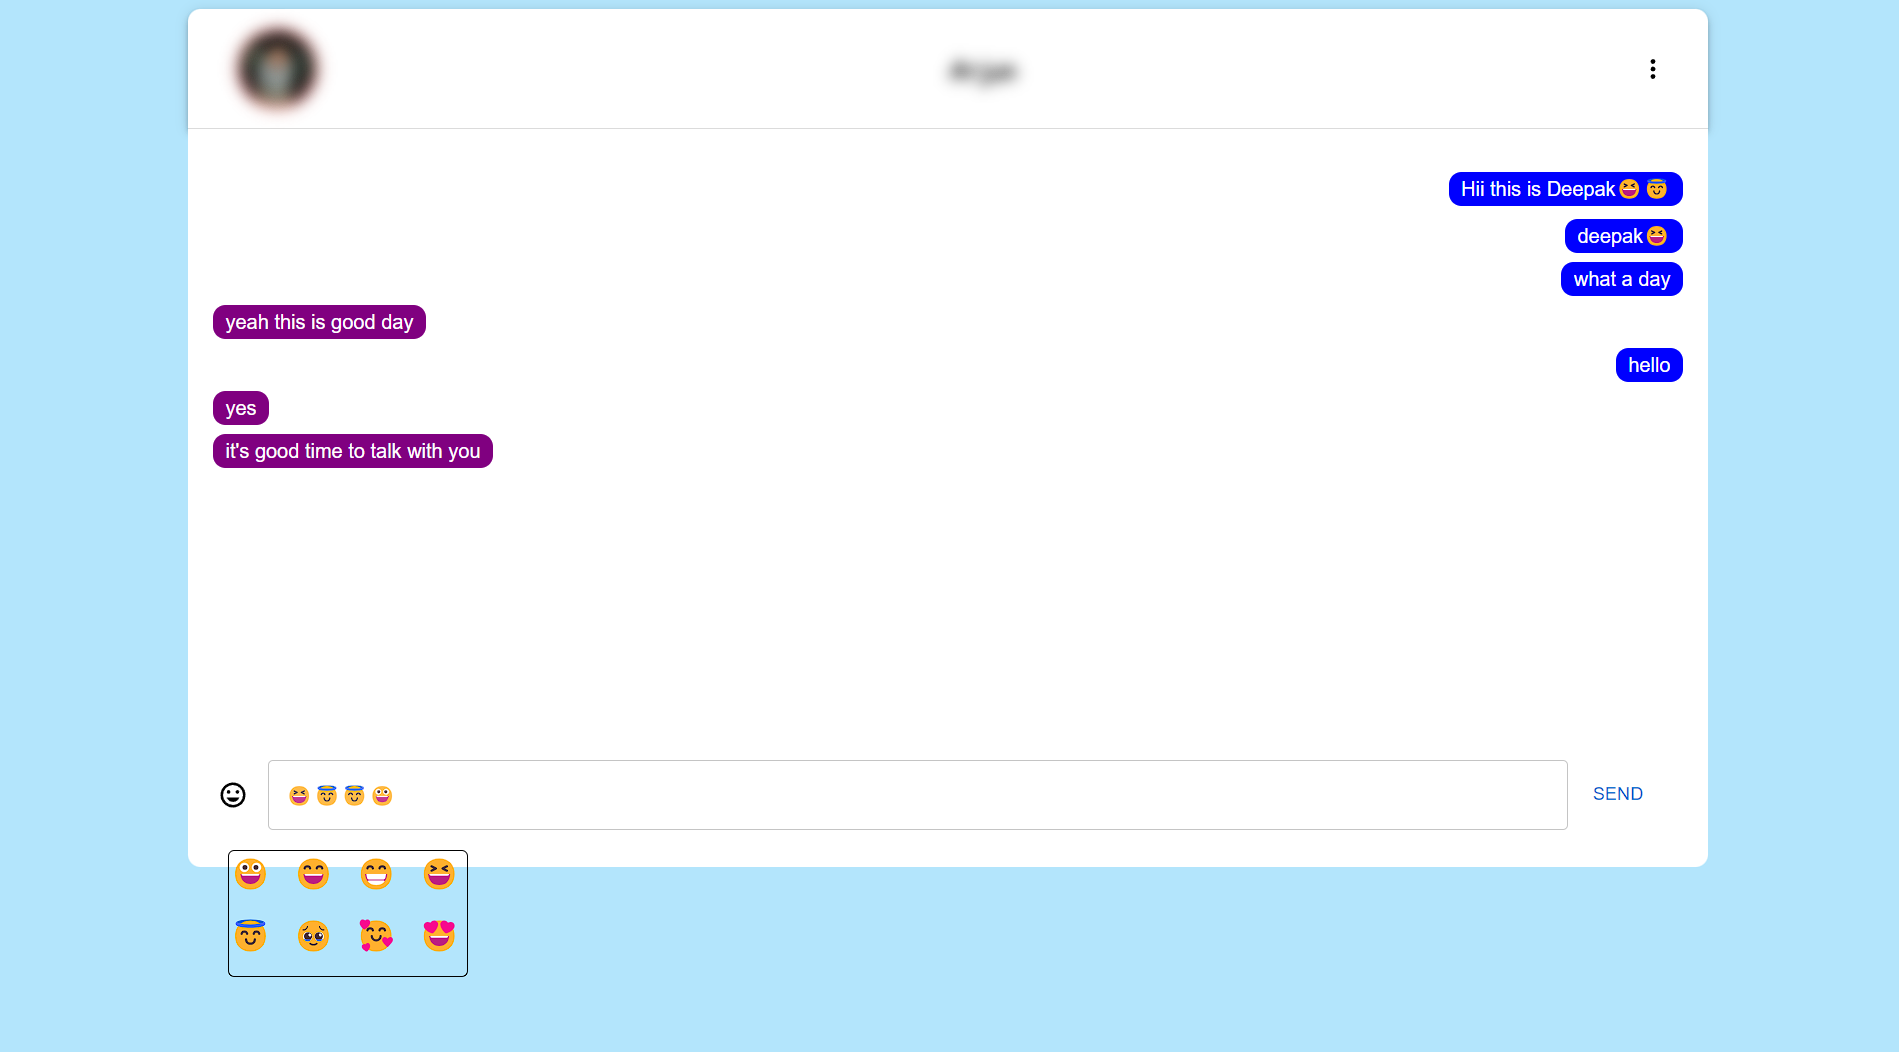 Hii this is Deepak😆😇
deepak😆
what a day
yeah this is good day
hello
yes
it's good time to talk with you
😆😇😇😀
SEND